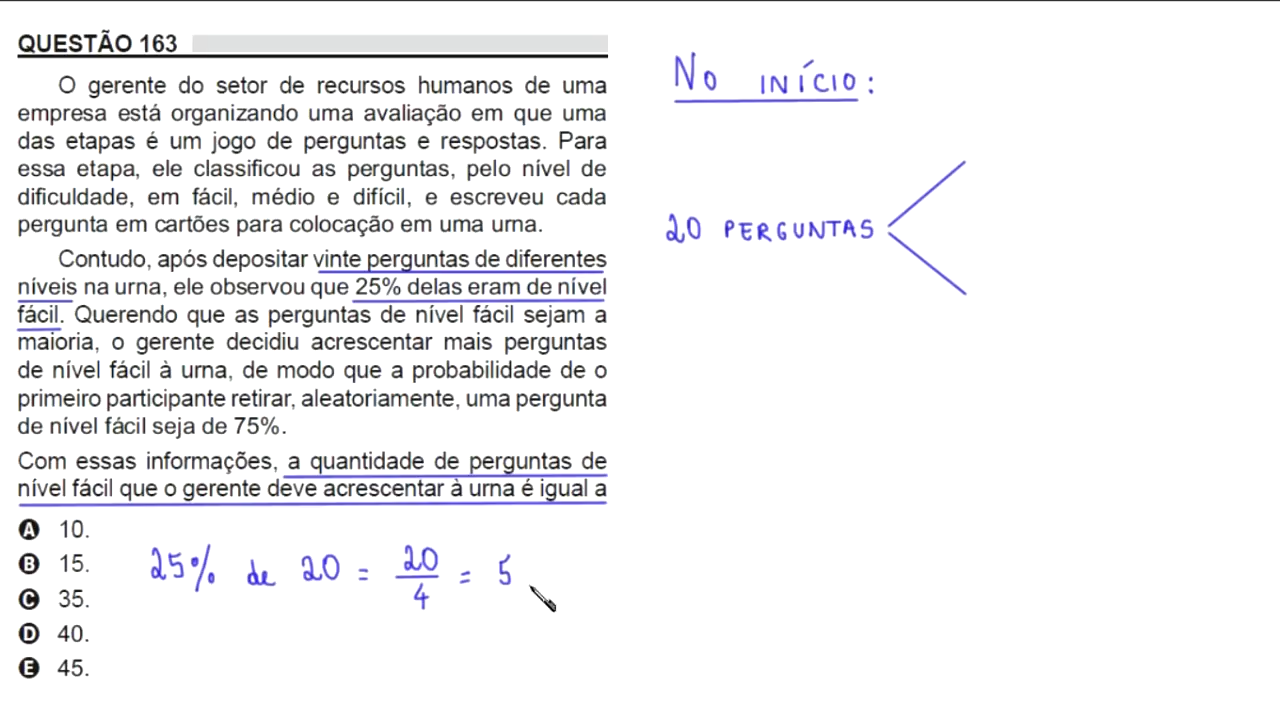 QUESTÃO 163
O gerente do setor de recursos humanos de uma
empresa está organizando uma avaliação em que uma
das etapas é um jogo de perguntas e respostas. Para
essa etapa, ele classificou as perguntas, pelo nível de
dificuldade, em fácil, médio e difícil, e escreveu cada
pergunta em cartões para colocação em uma urna.
Contudo, após depositar vinte perguntas de diferentes
níveis na urna, ele observou que 25% delas eram de nível
fácil. Querendo que as perguntas de nível fácil sejam a
maioria, o gerente decidiu acrescentar mais perguntas
de nível fácil à urna, de modo que a probabilidade de o
primeiro participante retirar, aleatoriamente, uma pergunta
de nível fácil seja de 75%.
Com essas informações, a quantidade de perguntas de
nível fácil que o gerente deve acrescentar à urna é igual a
A 10.
B 15.
C 35.
D 40.
E 45.
25% de 20 = 20/4 = 5
NO INÍCIO:
20 PERGUNTAS